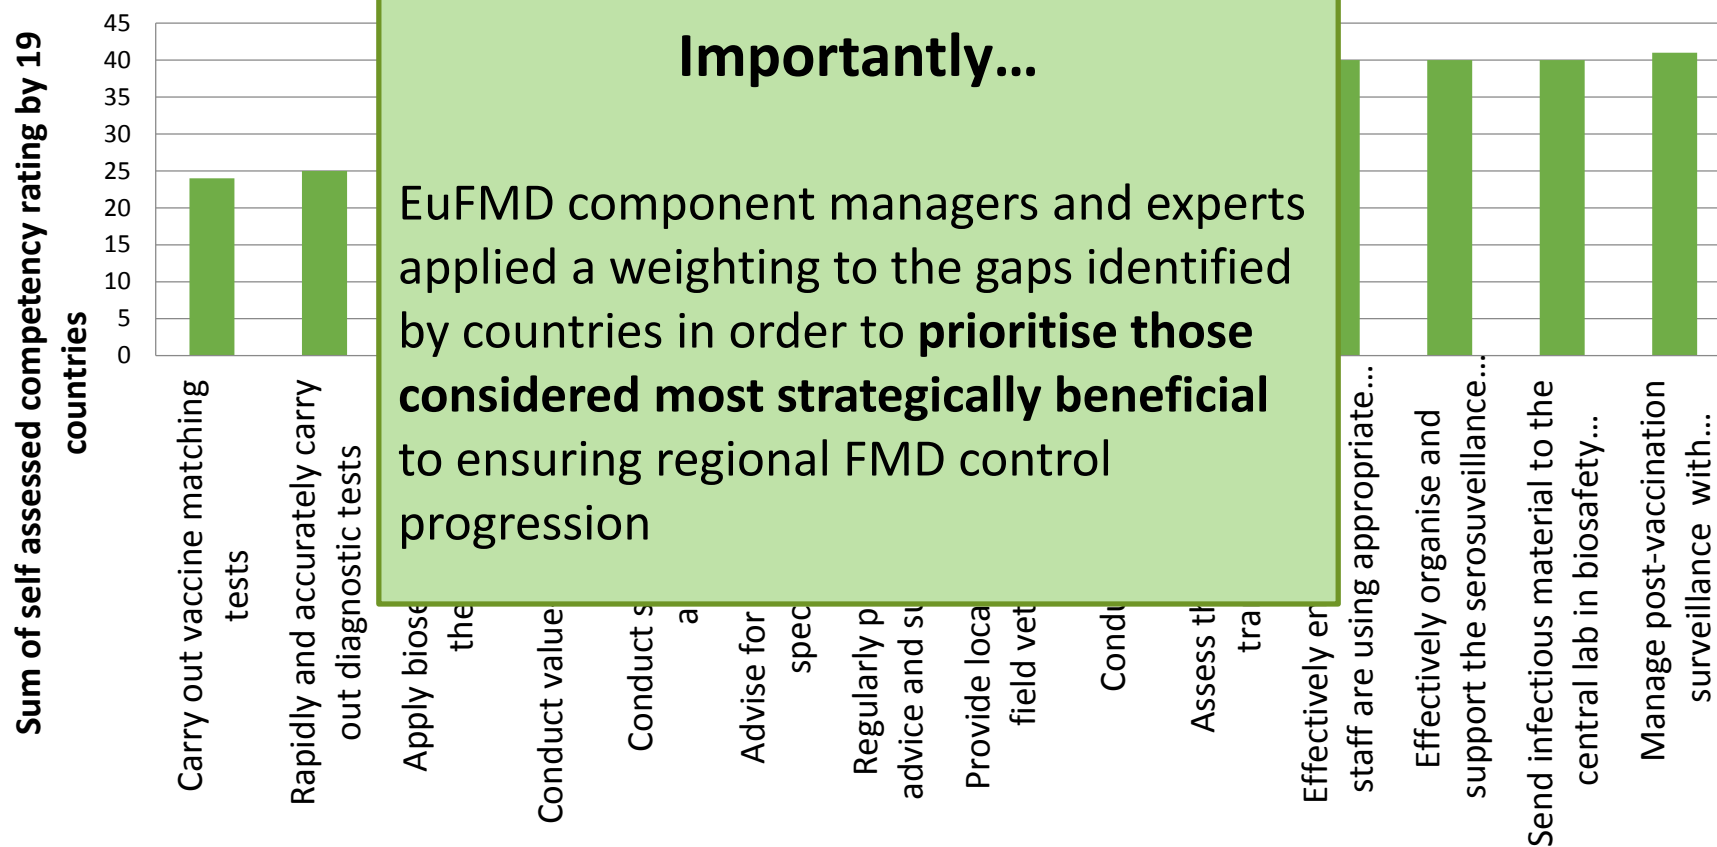 Sum of self assessed competency rating by 19
countries
45
40
35
30
25
20
15
10
5
0
Importantly...
EuFMD component managers and experts
applied a weighting to the gaps identified
by countries in order to prioritise those
considered most strategically beneficial
to ensuring regional FMD control
progression
Carry out vaccine matching
tests
Rapidly and accurately carry
out diagnostic tests
Apply
the
Conduct value
Conduct
a
Advise for
Regularly
advice and
Provide
field
Assess
Effectively
staff are using appropriate...
Effectively organise and
support the serosuveillance...
Send infectious material to the
central lab in biosafety...
Manage post-vaccination
surveillance with...